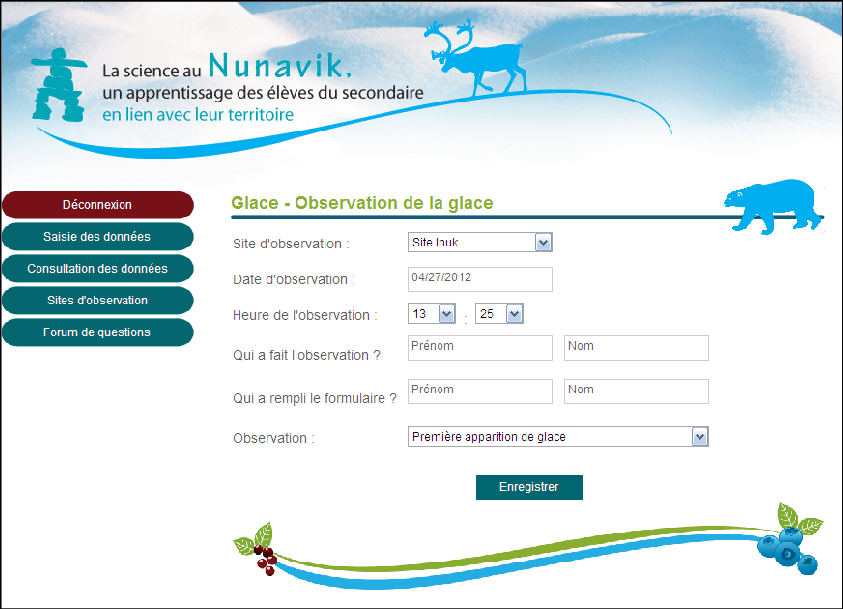 La science au Nunavik.
un apprentissage des élèves du secondaire
en lien avec leur territoire
Déconnexion
Saisie des données
Consultation des données
Sites d'observation
Forum de questions
Glace - Observation de la glace
Site d'observation : Site Inuk
Date d'observation : 04/27/2012
Heure de l'observation : 13 : 25
Qui a fait l'observation ? Prénom Nom
Qui a rempli le formulaire ? Prénom Nom
Observation : Première apparition de glace
Enregistrer